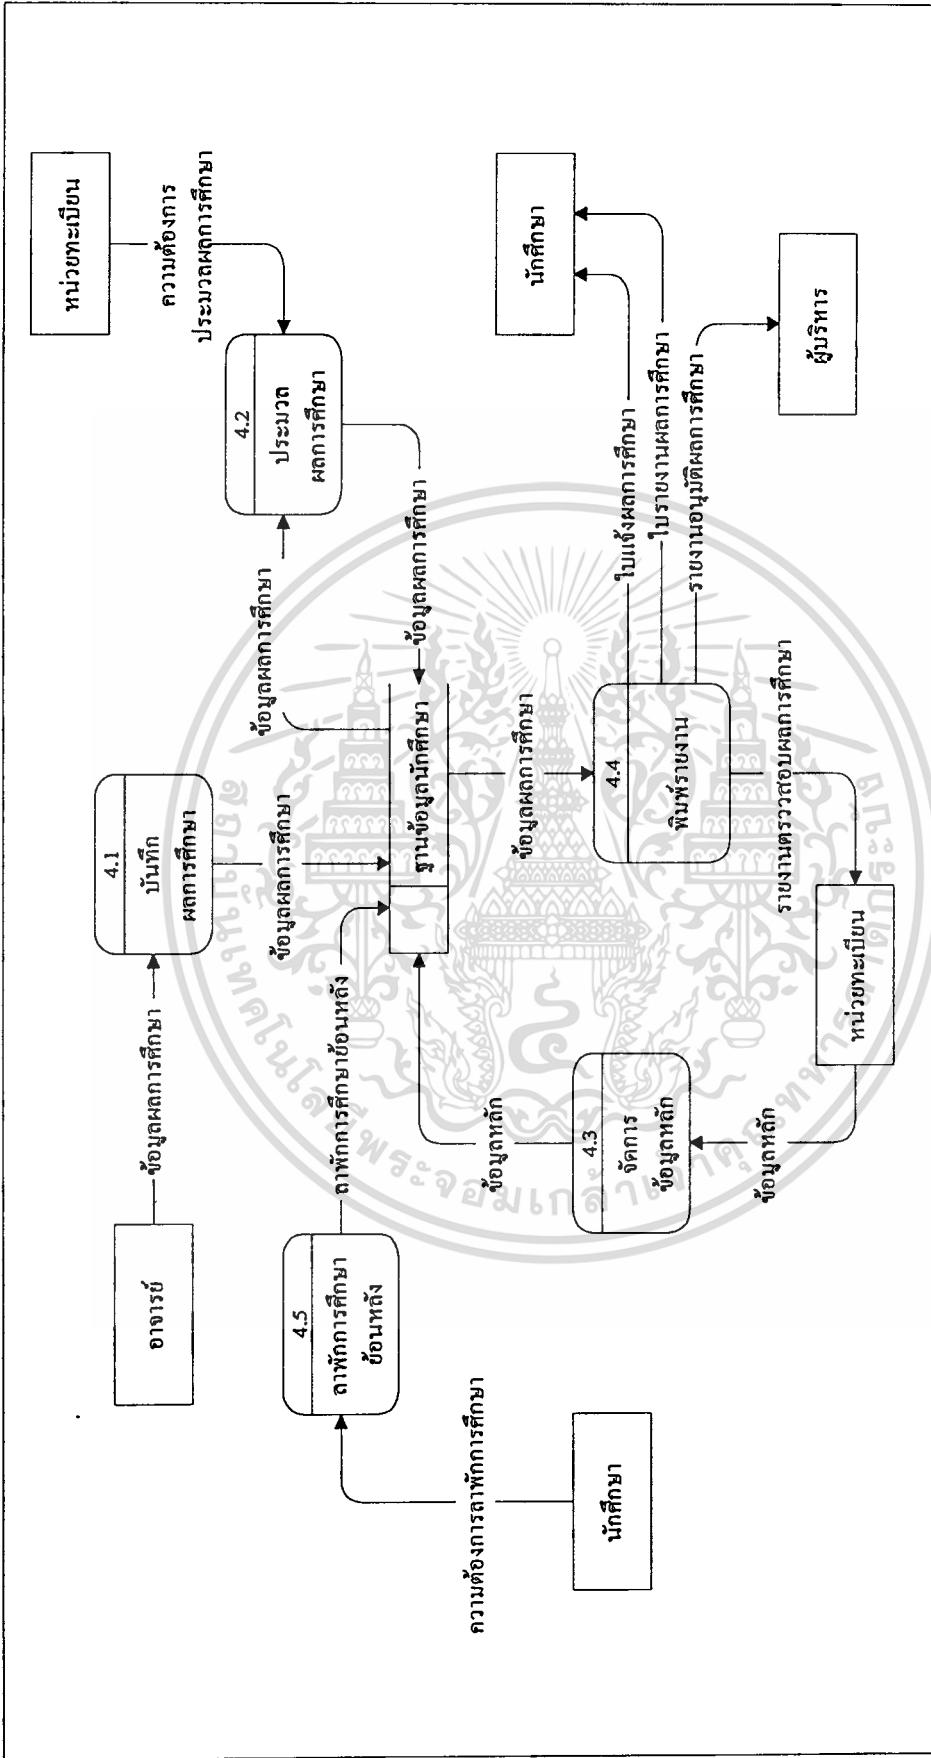 อาจารย์
ข้อมูลผลการศึกษา
4.1
บันทึก
ผลการศึกษา
ข้อมูลผลการศึกษา
หน่วยทะเบียน
ความต้องการ
ประมวลผลการศึกษา
4.2
ประมวล
ผลการศึกษา
ข้อมูลผลการศึกษา
ข้อมูลผลการศึกษา
4.5
ลาพักการศึกษา
ย้อนหลัง
ลาพักการศึกษาย้อนหลัง
ฐานข้อมูลนักศึกษา
ความต้องการลาพักการศึกษา
นักศึกษา
ข้อมูลหลัก
4.3
จัดการ
ข้อมูลหลัก
ข้อมูลหลัก
ข้อมูลผลการศึกษา
4.4
พิมพ์รายงาน
นักศึกษา
ใบแจ้งผลการศึกษา
ใบรายงานผลการศึกษา
รายงานอนุมัติผลการศึกษา
ผู้บริหาร
รายงานตรวจสอบผลการศึกษา
หน่วยทะเบียน